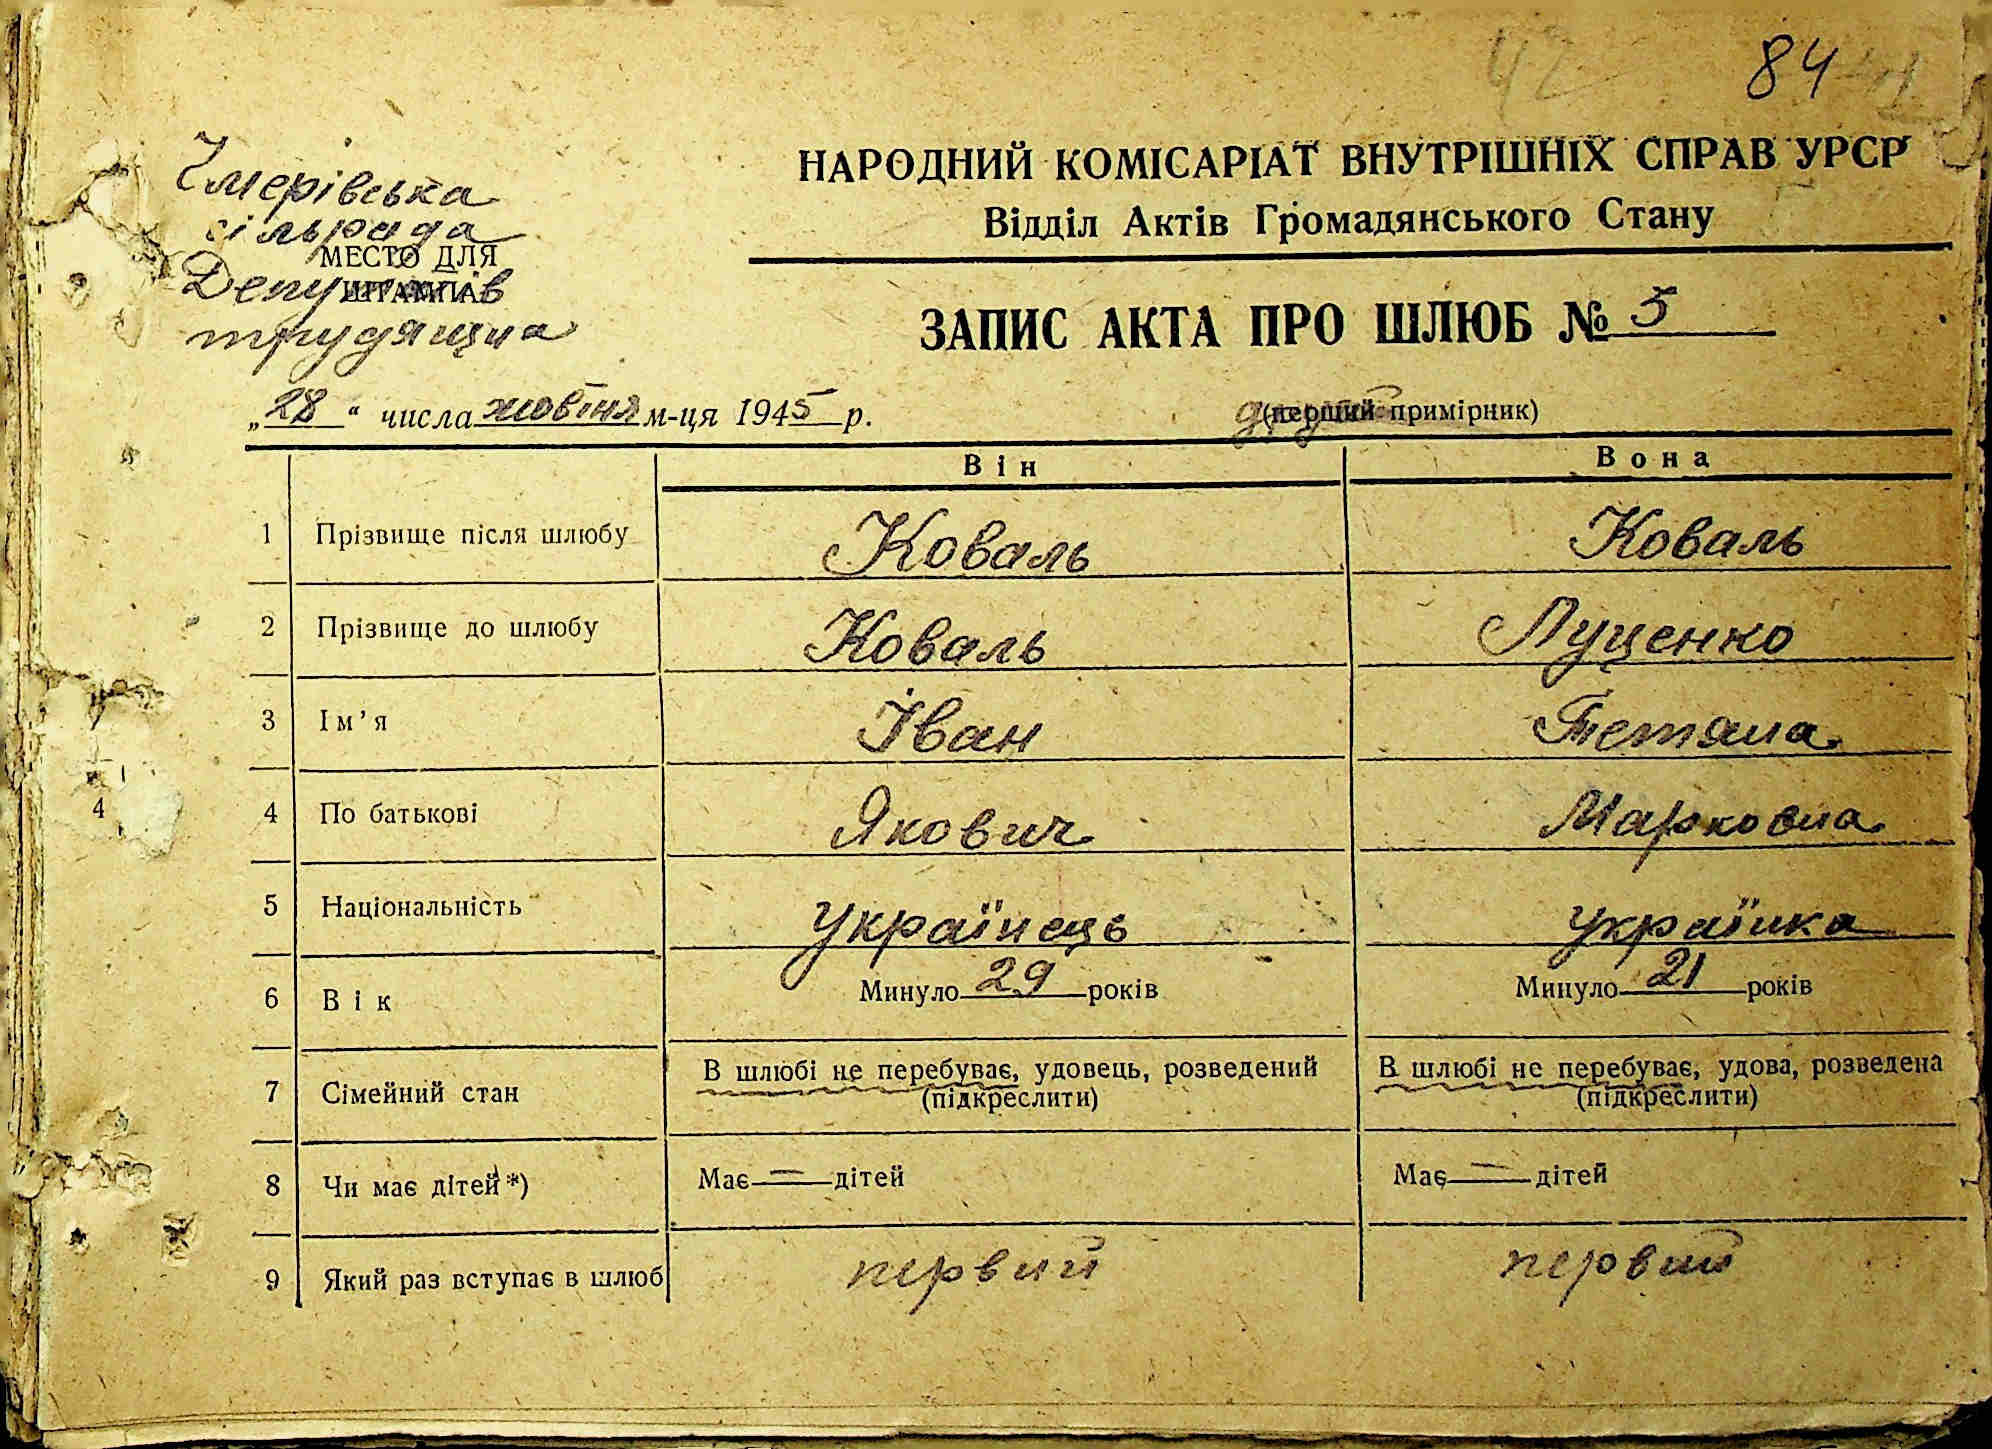 84
42
Чмерівська
сільрада
МЕСТО ДЛЯ
ШТАМПА
Депутатів
трудящих
НАРОДНИЙ КОМІСАРІАТ ВНУТРІШНІХ СПРАВ УРСР
Відділ Актів Громадянського Стану
ЗАПИС АКТА ПРО ШЛЮБ № 5
„28“ числа жовтня м-ця 1945 р.
другий (перший примірник)
Він Вона
1 Прізвище після шлюбу Коваль Коваль
2 Прізвище до шлюбу Коваль Луценко
3 Ім’я Іван Тетяна
4 По батькові Якович Марковна
4
5 Національність Українець Українка
6 Вік Минуло 29 років Минуло 21 років
7 Сімейний стан В шлюбі не перебуває, удовець, розведений (підкреслити) В шлюбі не перебуває, удова, розведена (підкреслити)
8 Чи має дітей*) Має — дітей Має — дітей
9 Який раз вступає в шлюб первий первий